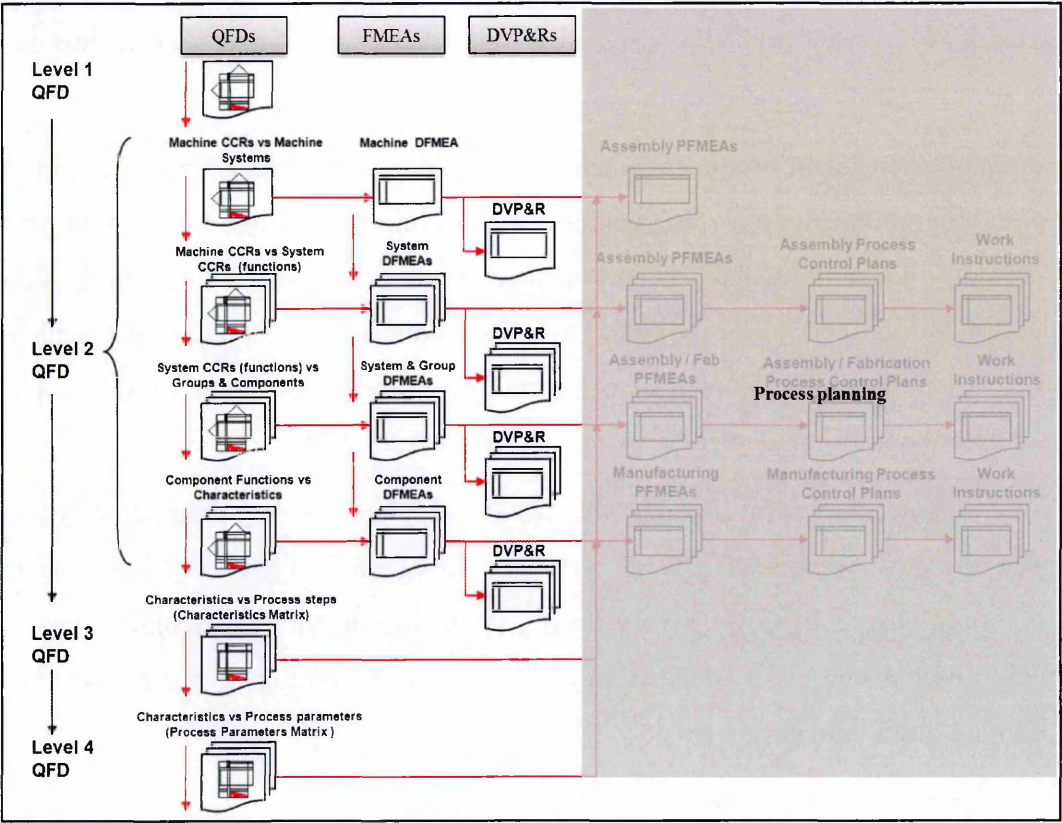 QFDs
FMEAs
DVP&Rs
Level 1
QFD
Machine CCRs vs Machine
Systems
Machine DFMEA
Assembly PFMEAs
DVP&R
Machine CCRs vs System
CCRs (functions)
System
DFMEAs
Assembly PFMEAs
Assembly Process
Control Plans
Work
Instructions
Level 2
QFD
DVP&R
System CCRs (functions) vs
Groups & Components
System & Group
DFMEAs
Assembly / Fab
PFMEAs
Assembly / Fabrication
Process Control Plans
Work
Instructions
Process planning
DVP&R
Component Functions vs
Characteristics
Component
DFMEAs
Manufacturing
PFMEAs
Manufacturing Process
Control Plans
Work
Instructions
DVP&R
Characteristics vs Process steps
(Characteristics Matrix)
Level 3
QFD
Characteristics vs Process parameters
(Process Parameters Matrix )
Level 4
QFD